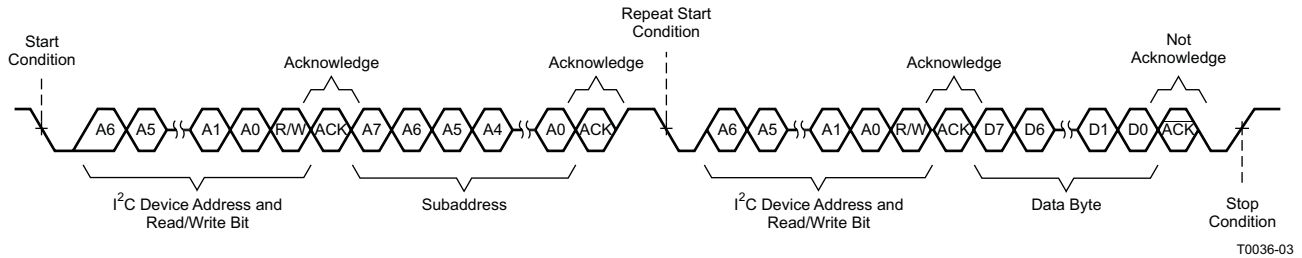 Start
Condition
Acknowledge
Acknowledge
Repeat Start
Condition
Acknowledge
Not
Acknowledge
A6 A5 A1 A0 R/W ACK A7 A6 A5 A4 A0 ACK A6 A5 A1 A0 R/W ACK D7 D6 D1 D0 ACK
I²C Device Address and
Read/Write Bit
Subaddress
I²C Device Address and
Read/Write Bit
Data Byte
Stop
Condition
T0036-03